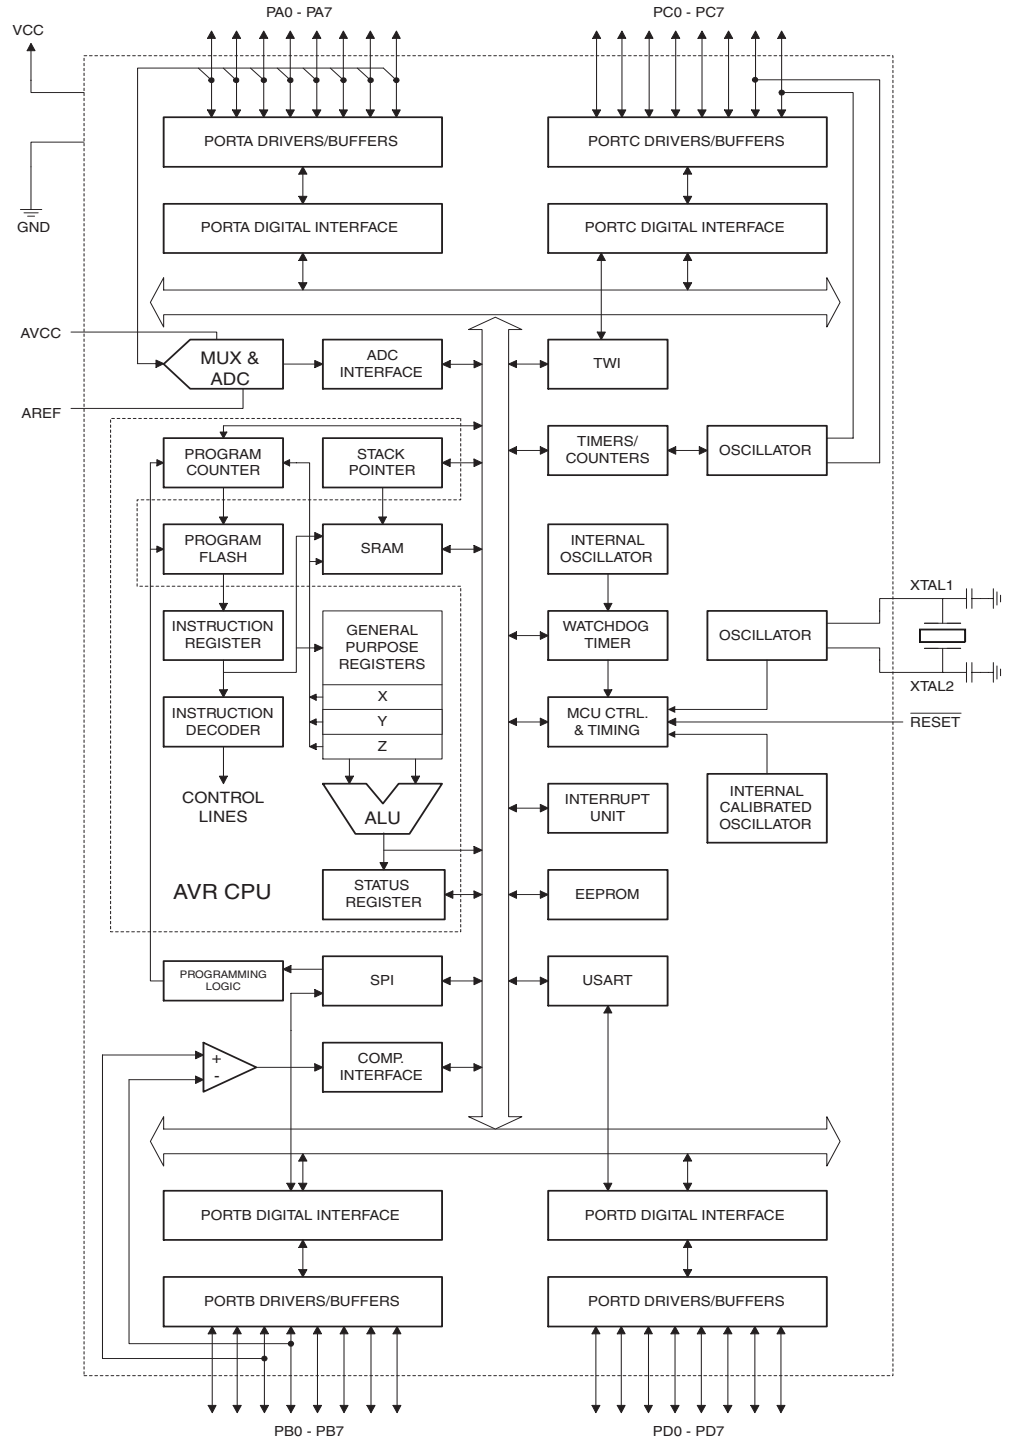 PA0 - PA7
PC0 - PC7
VCC
PORTA DRIVERS/BUFFERS
PORTC DRIVERS/BUFFERS
PORTA DIGITAL INTERFACE
PORTC DIGITAL INTERFACE
GND
AVCC
MUX &
ADC
ADC
INTERFACE
TWI
AREF
PROGRAM
COUNTER
STACK
POINTER
TIMERS/
COUNTERS
OSCILLATOR
PROGRAM
FLASH
SRAM
INTERNAL
OSCILLATOR
XTAL1
INSTRUCTION
REGISTER
GENERAL
PURPOSE
REGISTERS
WATCHDOG
TIMER
OSCILLATOR
XTAL2
X
INSTRUCTION
DECODER
Y
MCU CTRL.
& TIMING
RESET
Z
CONTROL
LINES
ALU
INTERRUPT
UNIT
INTERNAL
CALIBRATED
OSCILLATOR
AVR CPU
STATUS
REGISTER
EEPROM
PROGRAMMING
LOGIC
SPI
USART
+
-
COMP.
INTERFACE
PORTB DIGITAL INTERFACE
PORTD DIGITAL INTERFACE
PORTB DRIVERS/BUFFERS
PORTD DRIVERS/BUFFERS
PB0 - PB7
PD0 - PD7